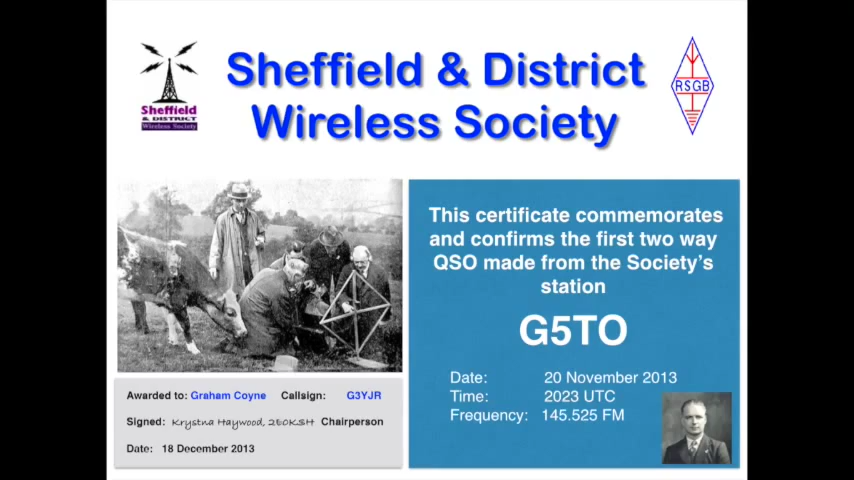 Sheffield & District
Wireless Society
Sheffield
& DISTRICT
Wireless Society
RSGB
This certificate commemorates
and confirms the first two way
QSO made from the Society's
station
G5TO
Date: 20 November 2013
Time: 2023 UTC
Frequency: 145.525 FM
Awarded to: Graham Coyne Callsign: G3YJR
Signed: Krystna Haywood, 2E0KSH Chairperson
Date: 18 December 2013